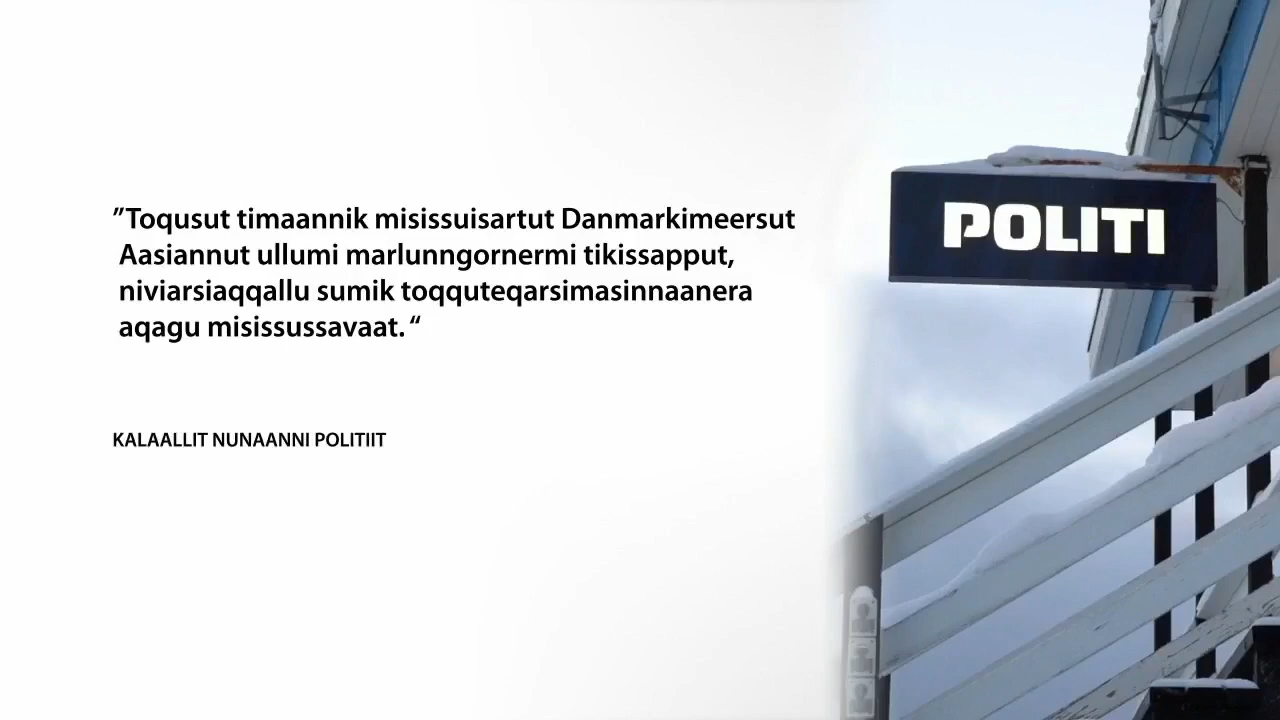 ”Toqusut timaannik misissuisartut Danmarkimeersut
Aasiannut ullumi marlunngornermi tikissapput,
niviarsiaqqallu sumik toqquteqarsimasinnaanera
aqagu misissussavaat. “
KALAALLIT NUNAANNI POLITIIT
POLITI